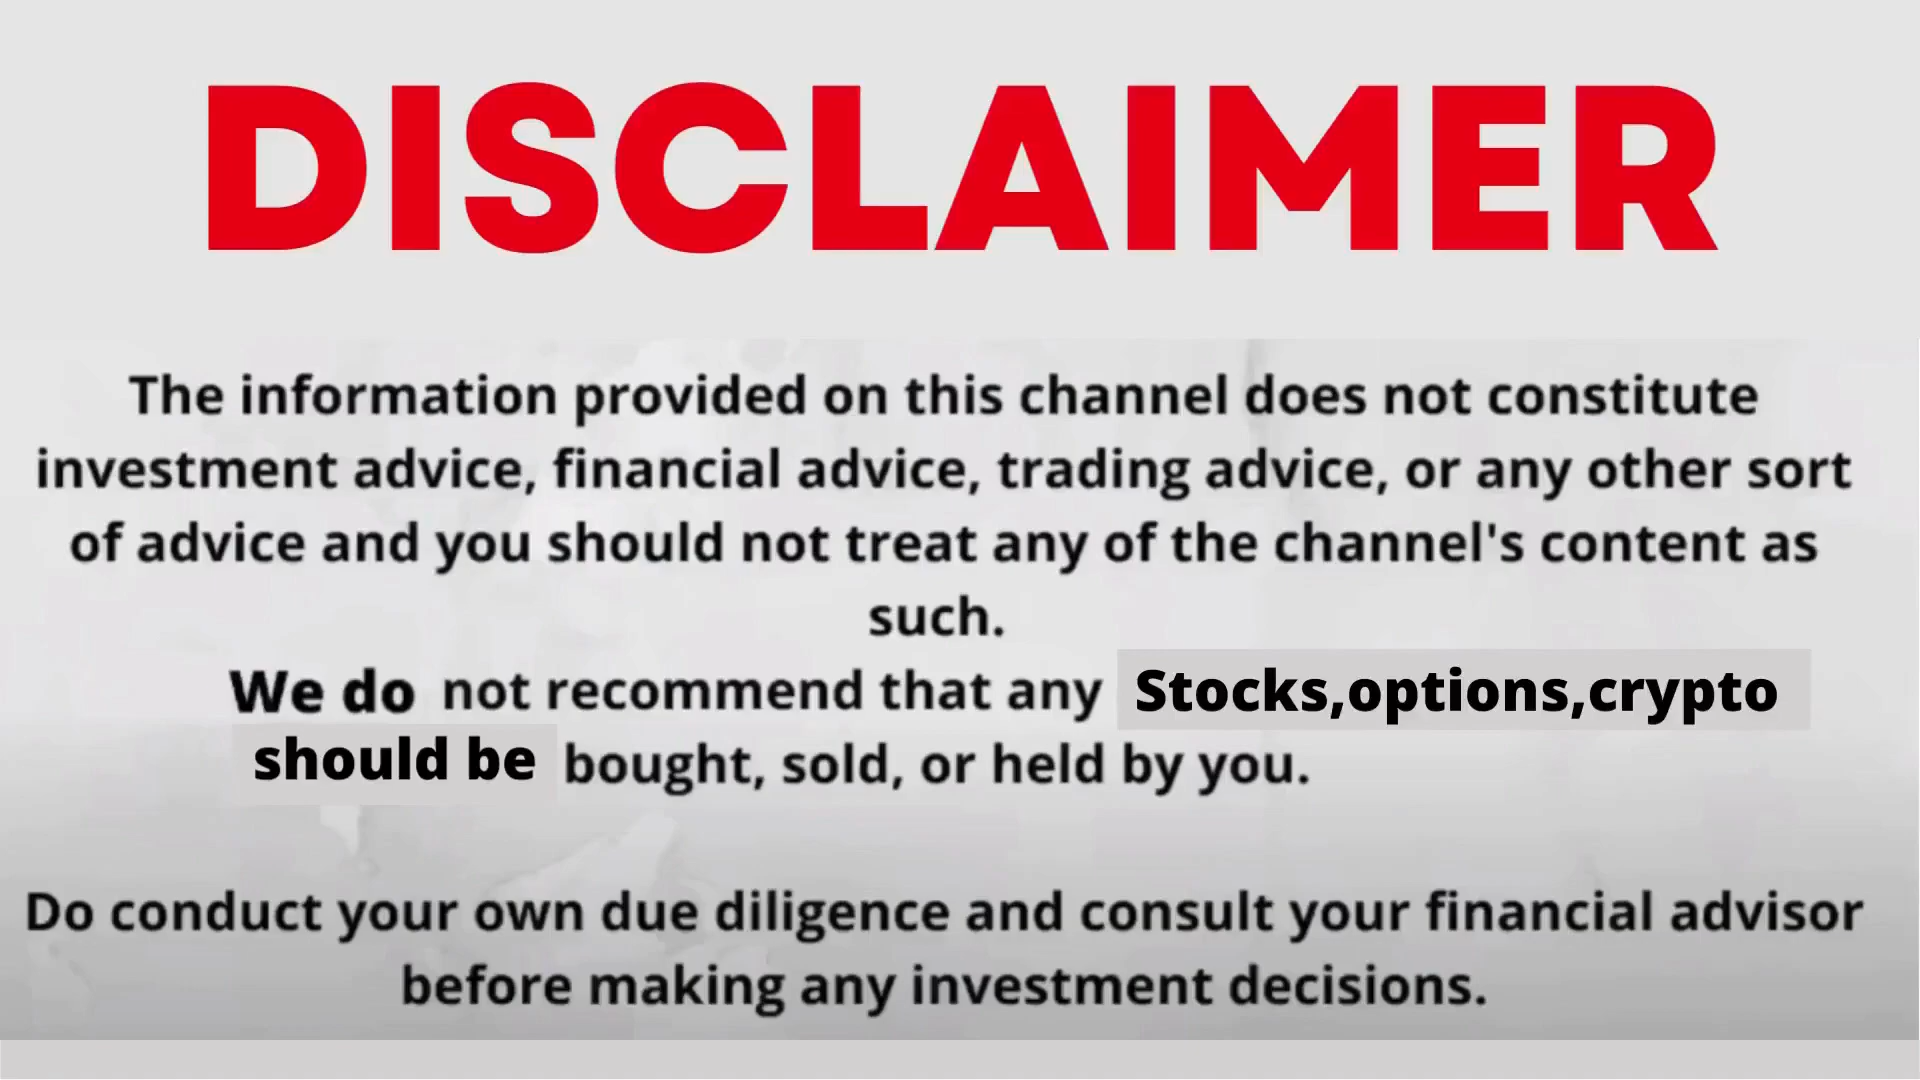 DISCLAIMER
The information provided on this channel does not constitute
investment advice, financial advice, trading advice, or any other sort
of advice and you should not treat any of the channel's content as
such.
We do not recommend that any Stocks,options,crypto
should be bought, sold, or held by you.
Do conduct your own due diligence and consult your financial advisor
before making any investment decisions.